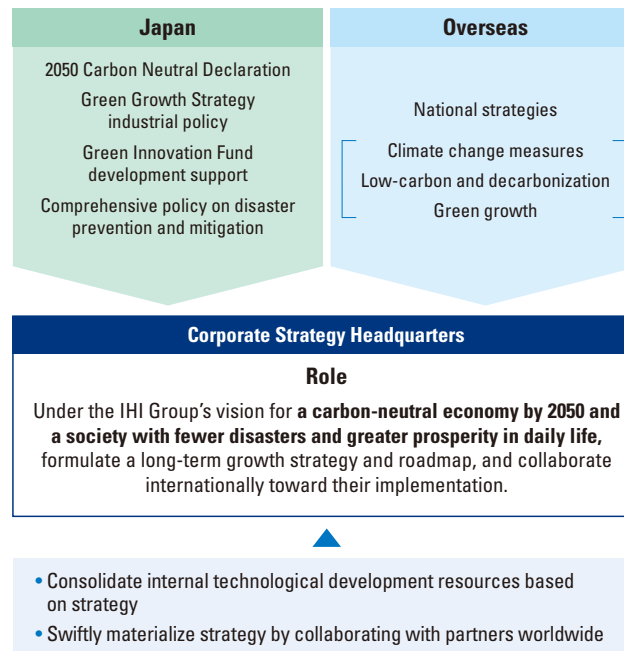 Japan
2050 Carbon Neutral Declaration
Green Growth Strategy
industrial policy
Green Innovation Fund
development support
Comprehensive policy on disaster
prevention and mitigation
Overseas
National strategies
Climate change measures
Low-carbon and decarbonization
Green growth
Corporate Strategy Headquarters
Role
Under the IHI Group’s vision for a carbon-neutral economy by 2050 and
a society with fewer disasters and greater prosperity in daily life,
formulate a long-term growth strategy and roadmap, and collaborate
internationally toward their implementation.
• Consolidate internal technological development resources based
on strategy
• Swiftly materialize strategy by collaborating with partners worldwide